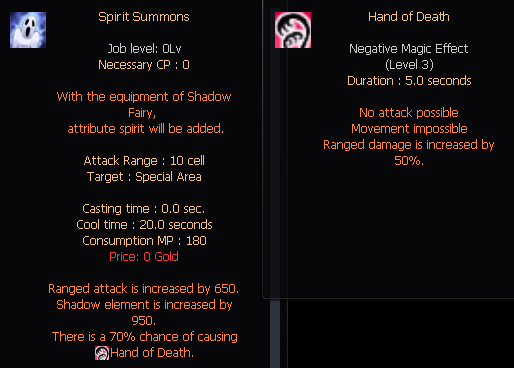 Spirit Summons
Job level: 0Lv
Necessary CP : 0
With the equipment of Shadow
Fairy,
attribute spirit will be added.
Attack Range : 10 cell
Target : Special Area
Casting time : 0.0 sec.
Cool time : 20.0 seconds
Consumption MP : 180
Price: 0 Gold
Ranged attack is increased by 650.
Shadow element is increased by
950.
There is a 70% chance of causing
Hand of Death.
Hand of Death
Negative Magic Effect
(Level 3)
Duration : 5.0 seconds
No attack possible
Movement impossible
Ranged damage is increased by
50%.